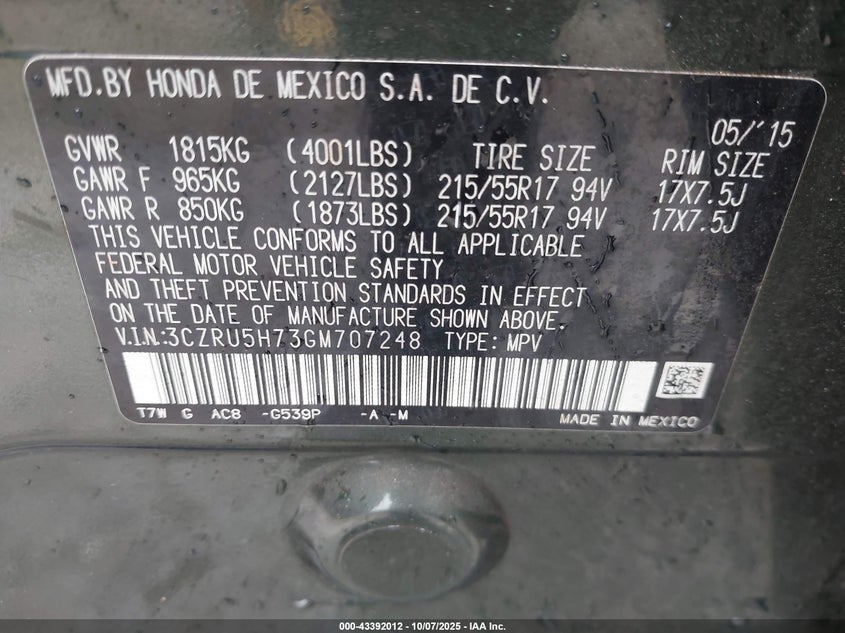 MFD.BY HONDA DE MEXICO S.A. DE C.V.
05/'15
GVWR 1815KG (4001LBS) TIRE SIZE RIM SIZE
GAWR F 965KG (2127LBS) 215/55R17 94V 17X7.5J
GAWR R 850KG (1873LBS) 215/55R17 94V 17X7.5J
THIS VEHICLE CONFORMS TO ALL APPLICABLE
FEDERAL MOTOR VEHICLE SAFETY
AND THEFT PREVENTION STANDARDS IN EFFECT
ON THE DATE OF MANUFACTURE SHOWN ABOVE.
V.I.N.:3CZRU5H73GM707248 TYPE: MPV
T7W G AC8 -G539P -A -M
MADE IN MEXICO
000-43392012 - 10/07/2025 - IAA Inc.